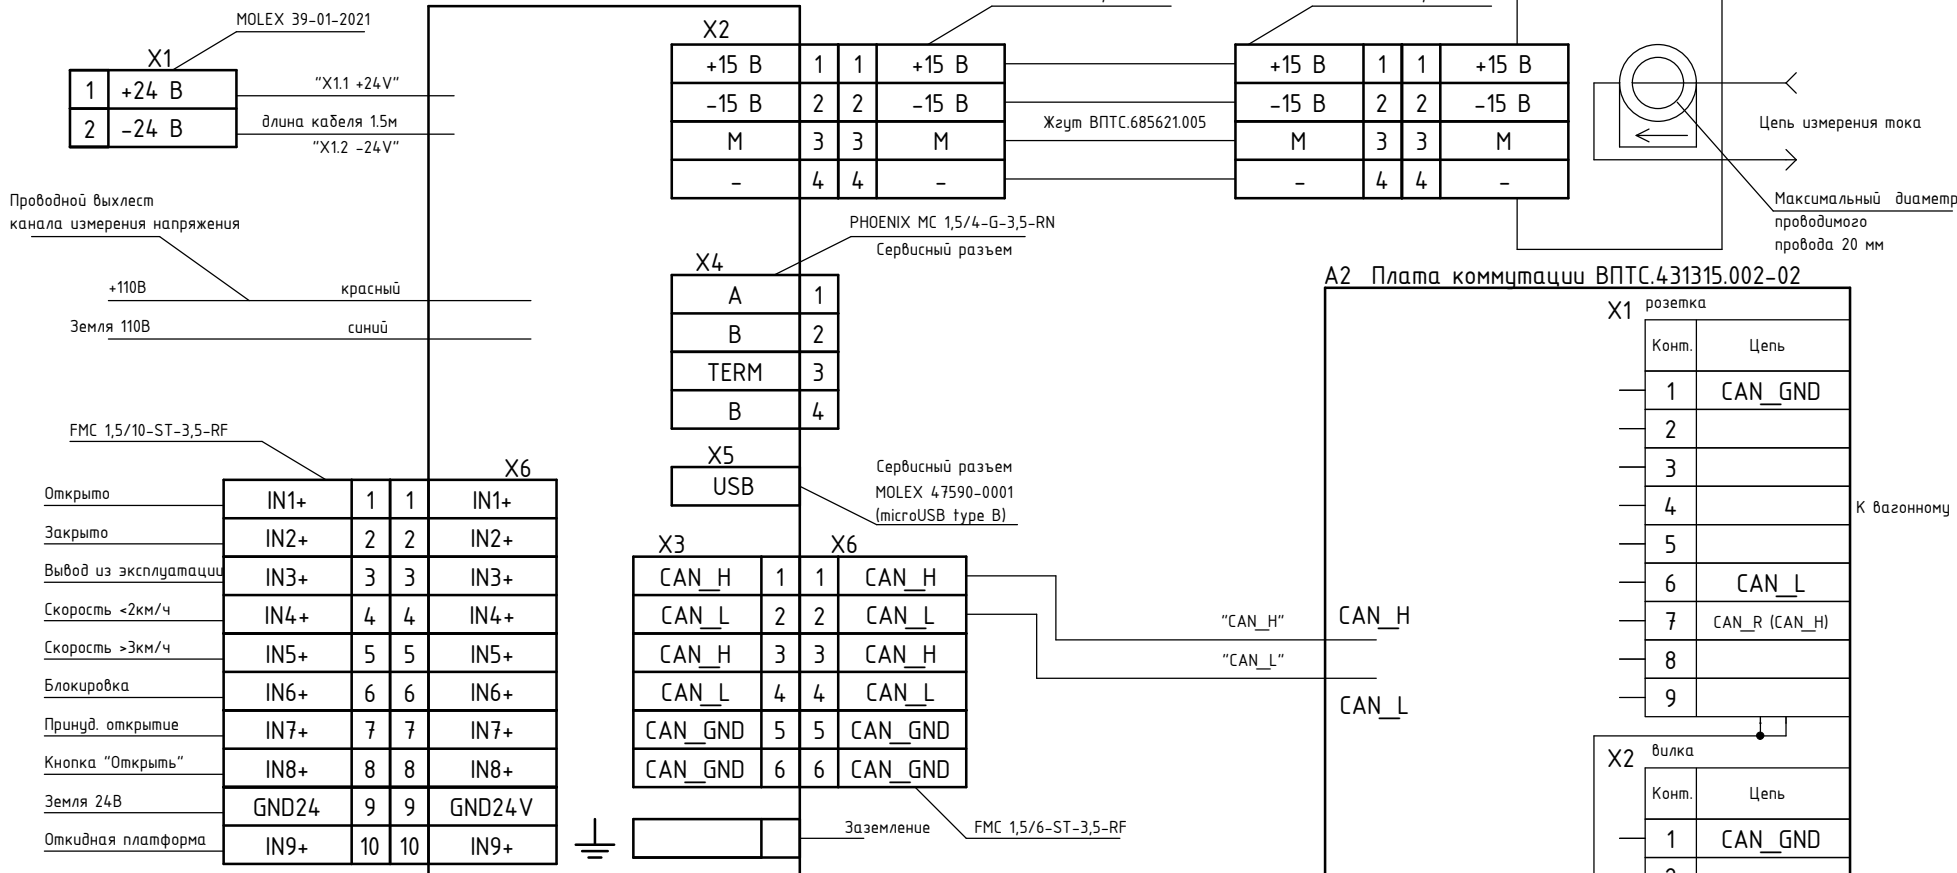 MOLEX 39-01-2021
X1
1 +24 В "X1.1 +24V"
2 -24 В длина кабеля 1.5м
"X1.2 -24V"
Проводной выхлест
канала измерения напряжения
+110В красный
Земля 110В синий
FMC 1,5/10-ST-3,5-RF
X6
Открыто IN1+ 1 1 IN1+
Закрыто IN2+ 2 2 IN2+
Вывод из эксплуатации IN3+ 3 3 IN3+
Скорость <2км/ч IN4+ 4 4 IN4+
Скорость >3км/ч IN5+ 5 5 IN5+
Блокировка IN6+ 6 6 IN6+
Принуд. открытие IN7+ 7 7 IN7+
Кнопка "Открыть" IN8+ 8 8 IN8+
Земля 24В GND24 9 9 GND24V
Откидная платформа IN9+ 10 10 IN9+
X2
+15 В 1 1 +15 В +15 В 1 1 +15 В
-15 В 2 2 -15 В -15 В 2 2 -15 В
Жгут ВПТС.685621.005
М 3 3 М М 3 3 М
- 4 4 - - 4 4 -
Цепь измерения тока
Максимальный диаметр
проводимого
провода 20 мм
PHOENIX MC 1,5/4-G-3,5-RN
Сервисный разъем
X4
A 1
B 2
TERM 3
B 4
X5
USB
Сервисный разъем
MOLEX 47590-0001
(microUSB type B)
X3 X6
CAN_H 1 1 CAN_H
CAN_L 2 2 CAN_L
CAN_H 3 3 CAN_H
CAN_L 4 4 CAN_L
CAN_GND 5 5 CAN_GND
CAN_GND 6 6 CAN_GND
Заземление
FMC 1,5/6-ST-3,5-RF
"CAN_H" CAN_H
"CAN_L"
CAN_L
А2 Плата коммутации ВПТС.431315.002-02
X1 розетка
Конт. Цепь
1 CAN_GND
2
3
4
5
6 CAN_L
7 CAN_R (CAN_H)
8
9
К вагонному
X2 вилка
Конт. Цепь
1 CAN_GND